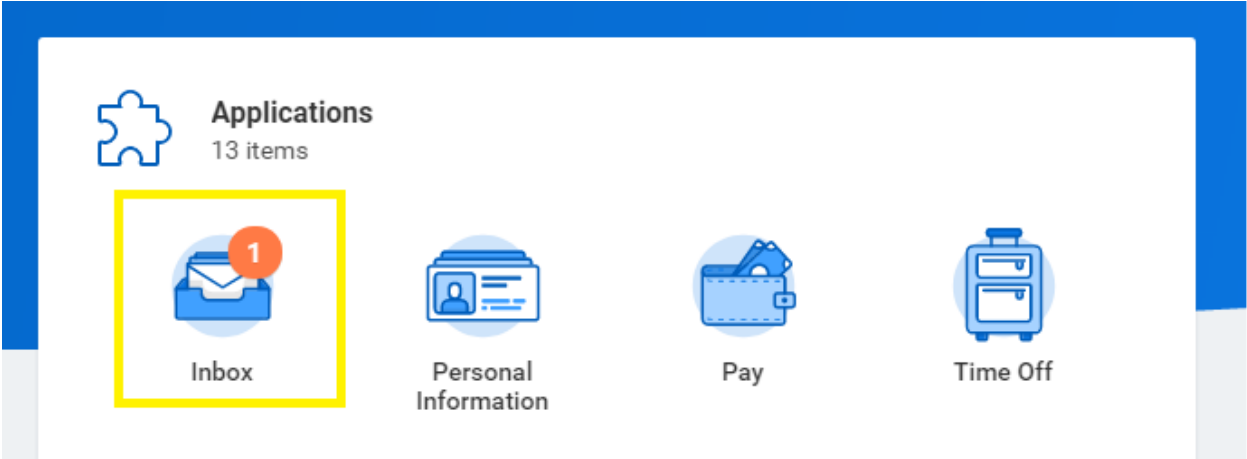 Applications
13 items
1
Inbox
Personal
Information
Pay
Time Off